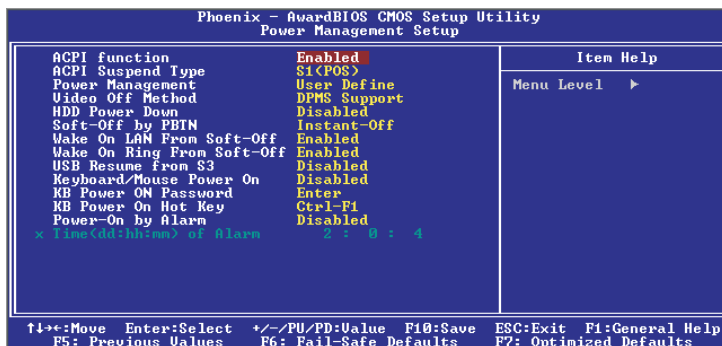 Phoenix - AwardBIOS CMOS Setup Utility
Power Management Setup
ACPI function Enabled
ACPI Suspend Type S1(POS)
Power Management User Define
Video Off Method DPMS Support
HDD Power Down Disabled
Soft-Off by PBTN Instant-Off
Wake On LAN From Soft-Off Enabled
Wake On Ring From Soft-Off Enabled
USB Resume from S3 Disabled
Keyboard/Mouse Power On Disabled
KB Power ON Password Enter
KB Power On Hot Key Ctrl-F1
Power-On by Alarm Disabled
x Time(dd:hh:mm) of Alarm 2 : 0 : 4
Item Help
Menu Level ▶
↑↓→←:Move Enter:Select +/-/PU/PD:Value F10:Save ESC:Exit F1:General Help
F5: Previous Values F6: Fail-Safe Defaults F7: Optimized Defaults